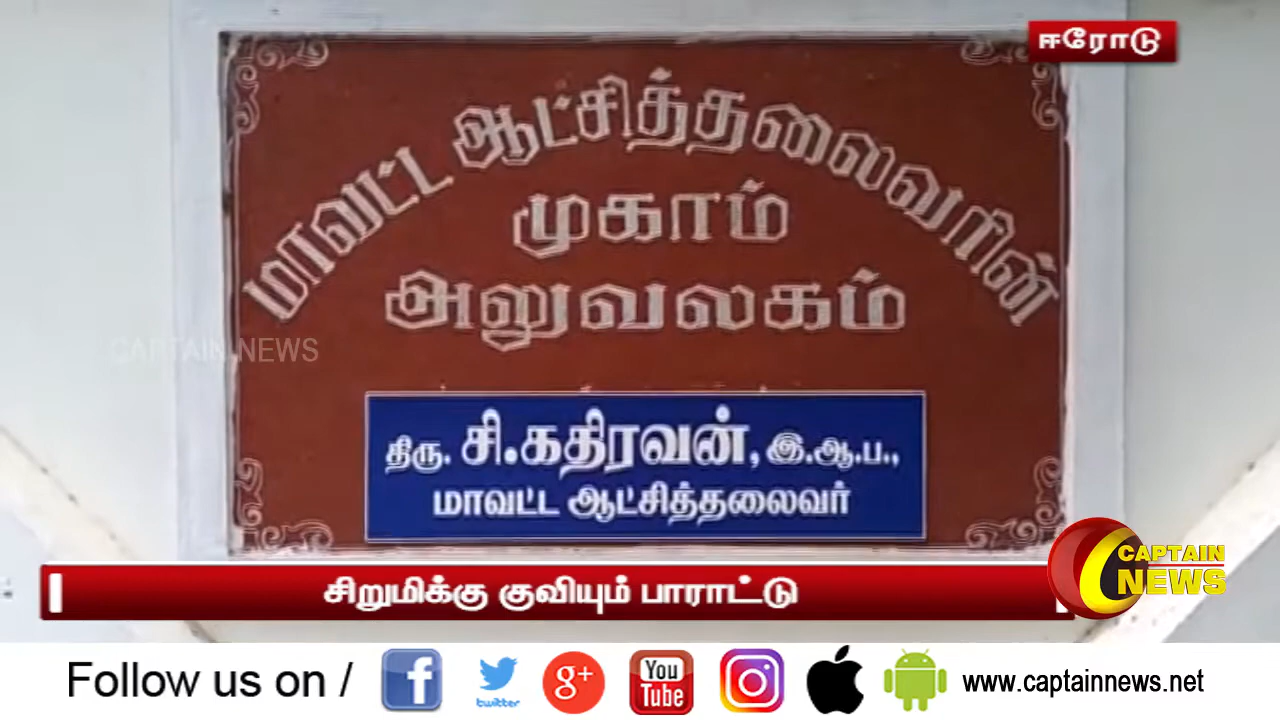 ஈரோடு
மாவட்ட ஆட்சித்தலைவரின்
முகாம்
அலுவலகம்
CAPTAIN NEWS
திரு. சி.கதிரவன், இ.ஆ.ப.,
மாவட்ட ஆட்சித்தலைவர்
CAPTAIN
NEWS
சிறுமிக்கு குவியும் பாராட்டு
Follow us on / f twitter g+ You Tube www.captainnews.net